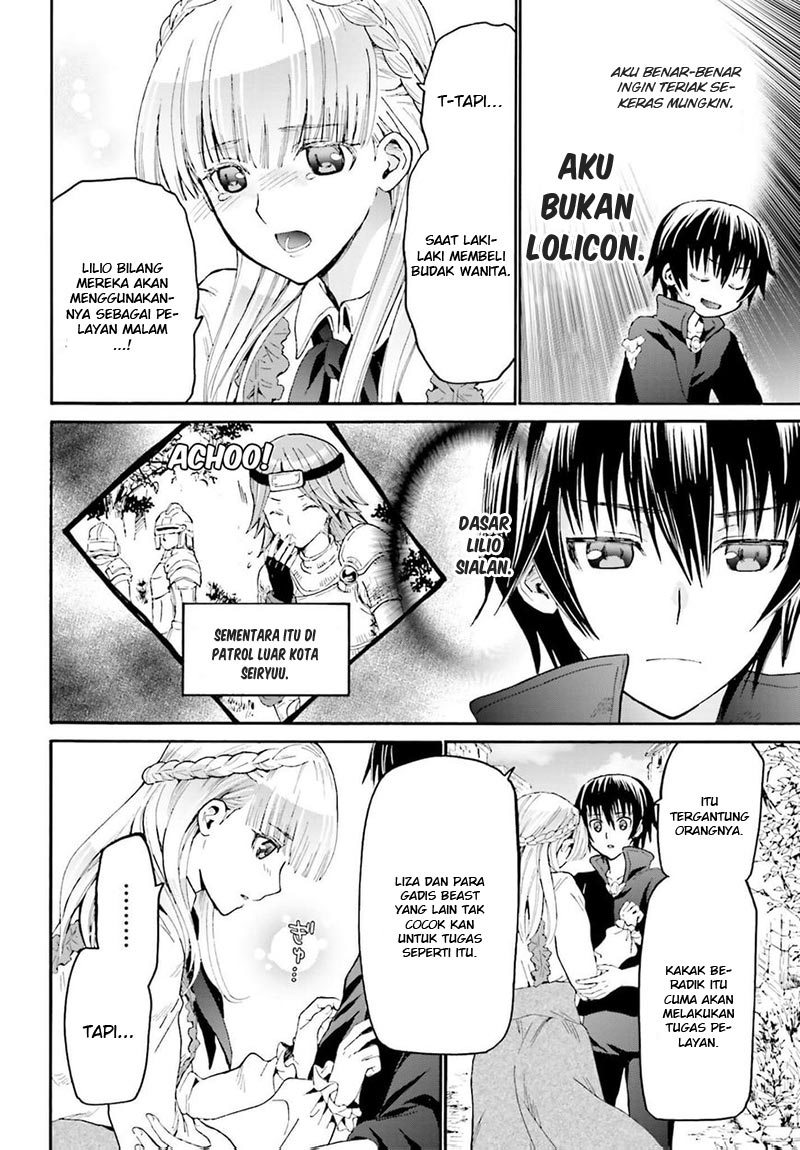 AKU BENAR-BENAR
INGIN TERIAK SE-
KERAS MUNGKIN.
AKU
BUKAN
LOLICON.
T-TAPI...
SAAT LAKI-
LAKI MEMBELI
BUDAK WANITA.
LILIO BILANG
MEREKA AKAN
MENGGUNAKAN-
NYA SEBAGAI PE-
LAYAN MALAM
...!
DASAR
LILIO
SIALAN.
ACHOO!
SEMENTARA ITU DI
PATROL LUAR KOTA
SEIRYUU.
ITU
TERGANTUNG
ORANGNYA.
KAKAK BE-
RADIK ITU
CUMA AKAN
MELAKUKAN
TUGAS PE-
LAYAN.
LIZA DAN PARA
GADIS BEAST
YANG LAIN TAK
COCOK KAN
UNTUK TUGAS
SEPERTI ITU.
ぎゅ…
………
TAPI...